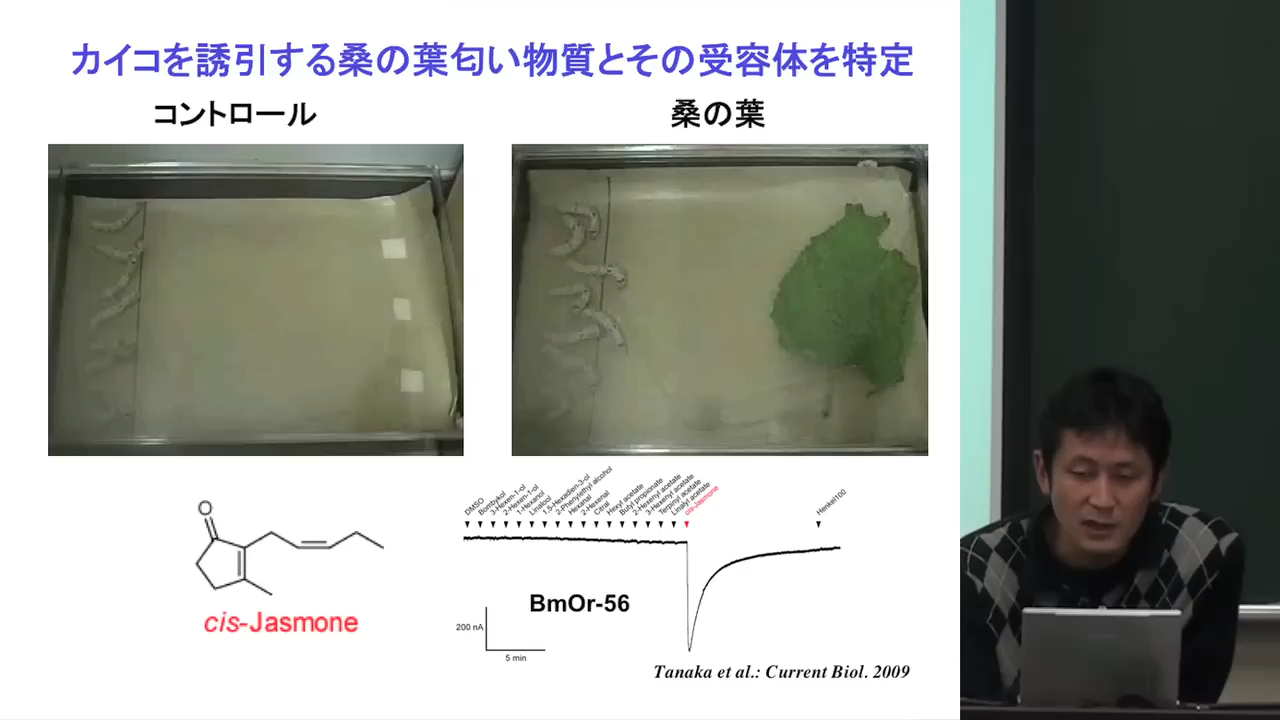 カイコを誘引する桑の葉匂い物質とその受容体を特定
コントロール
桑の葉
O
cis-Jasmone
DMSO
Bombykol
3-Hexen-1-ol
2-Hexen-1-ol
1-Hexanol
Linalool
1,5-Hexadien-3-ol
2-Phenylethyl alcohol
Hexanal
2-Hexenal
Citral
Hexyl acetate
Butyl propionate
2-Hexenyl acetate
3-Hexenyl acetate
Terpinyl acetate
Linalyl acetate
cis-Jasmone
Henkel100
BmOr-56
200 nA
5 min
Tanaka et al.: Current Biol. 2009